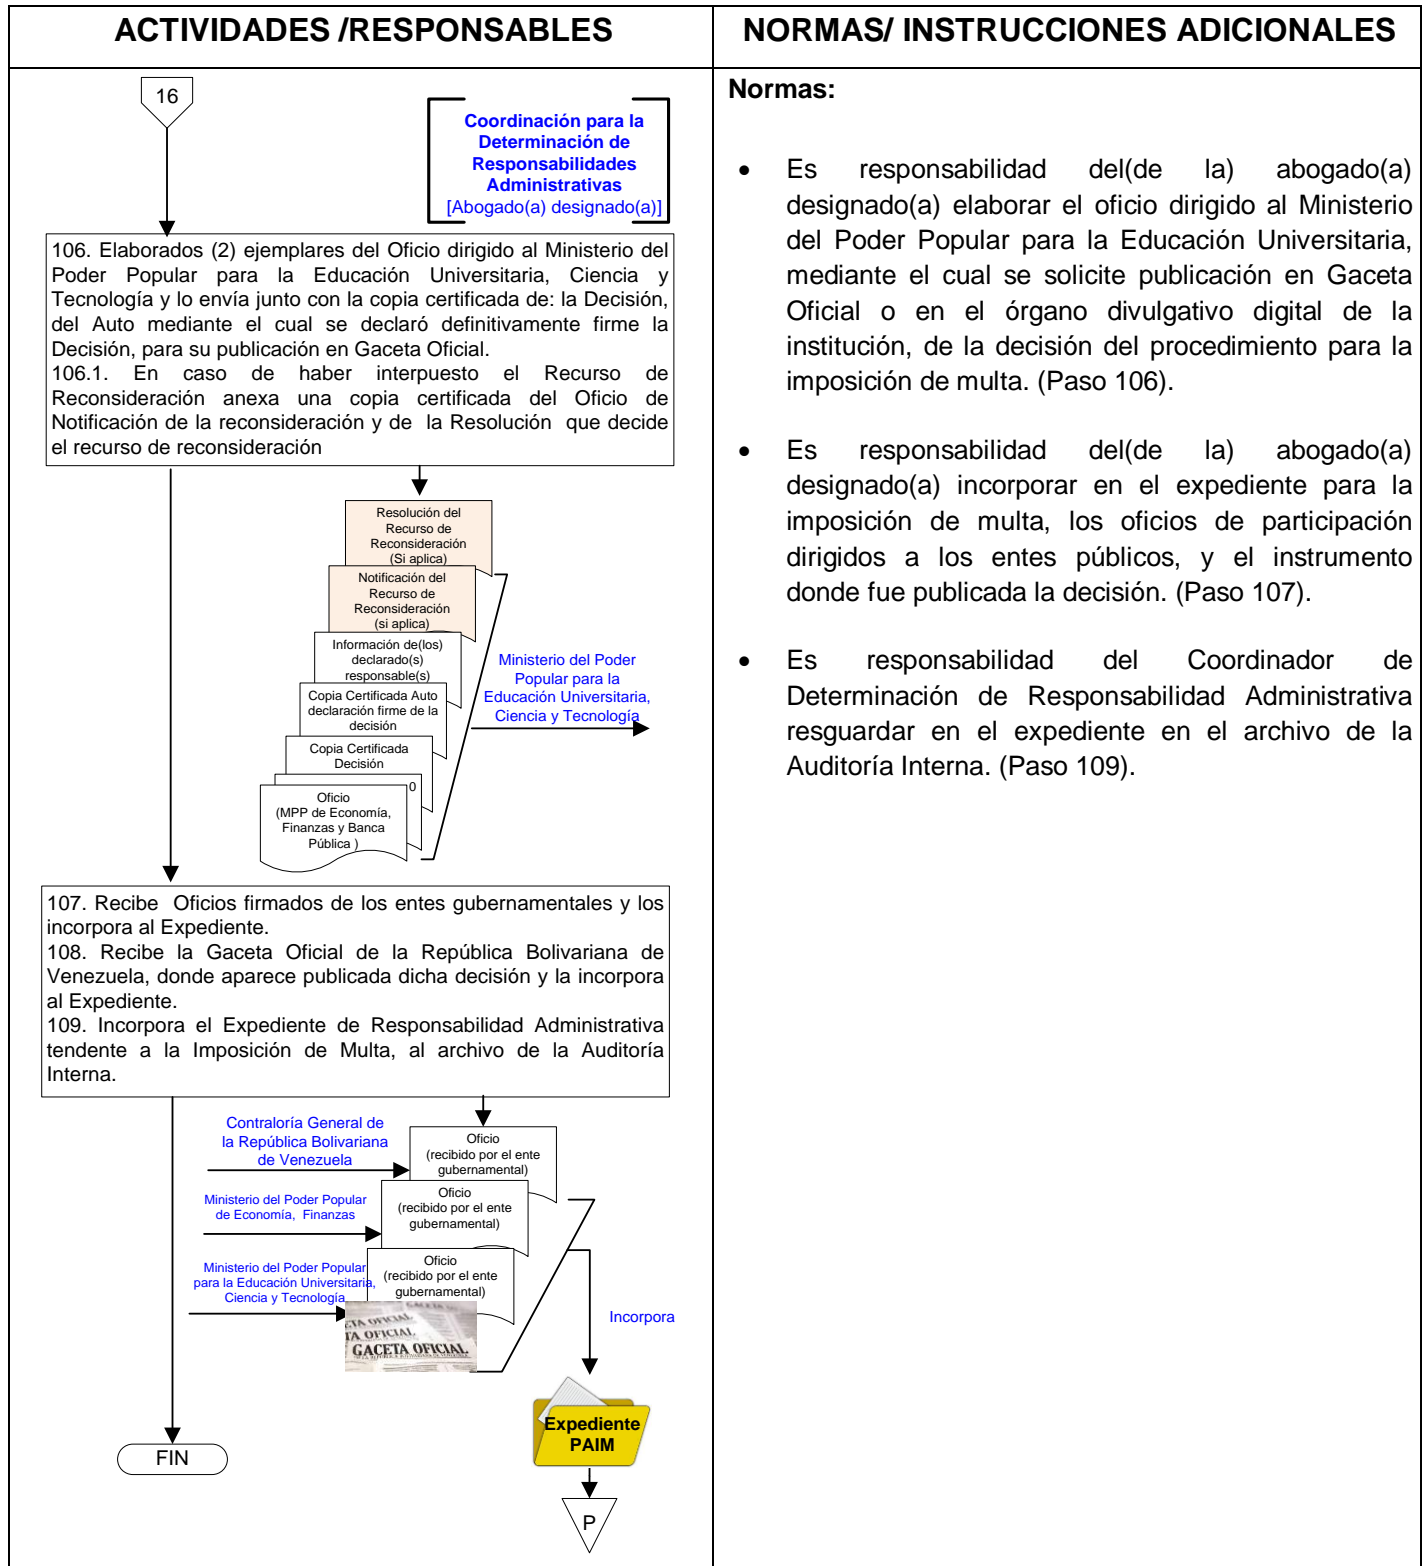 ACTIVIDADES /RESPONSABLES
NORMAS/ INSTRUCCIONES ADICIONALES
16
Coordinación para la
Determinación de
Responsabilidades
Administrativas
[Abogado(a) designado(a)]
106. Elaborados (2) ejemplares del Oficio dirigido al Ministerio del
Poder Popular para la Educación Universitaria, Ciencia y
Tecnología y lo envía junto con la copia certificada de: la Decisión,
del Auto mediante el cual se declaró definitivamente firme la
Decisión, para su publicación en Gaceta Oficial.
106.1. En caso de haber interpuesto el Recurso de
Reconsideración anexa una copia certificada del Oficio de
Notificación de la reconsideración y de la Resolución que decide
el recurso de reconsideración
Resolución del
Recurso de
Reconsideración
(Si aplica)
Notificación del
Recurso de
Reconsideración
(si aplica)
Información de(los)
declarado(s)
responsable(s)
Copia Certificada Auto
declaración firme de la
decisión
Copia Certificada
Decisión
0
Oficio
(MPP de Economía,
Finanzas y Banca
Pública )
Ministerio del Poder
Popular para la
Educación Universitaria,
Ciencia y Tecnología
107. Recibe Oficios firmados de los entes gubernamentales y los
incorpora al Expediente.
108. Recibe la Gaceta Oficial de la República Bolivariana de
Venezuela, donde aparece publicada dicha decisión y la incorpora
al Expediente.
109. Incorpora el Expediente de Responsabilidad Administrativa
tendente a la Imposición de Multa, al archivo de la Auditoría
Interna.
Contraloría General de
la República Bolivariana
de Venezuela
Oficio
(recibido por el ente
gubernamental)
Ministerio del Poder Popular
de Economía, Finanzas
Oficio
(recibido por el ente
gubernamental)
Ministerio del Poder Popular
para la Educación Universitaria,
Ciencia y Tecnología
Oficio
(recibido por el ente
gubernamental)
GACETA OFICIAL
Incorpora
Expediente
PAIM
FIN
P
Normas:
• Es responsabilidad del(de la) abogado(a)
designado(a) elaborar el oficio dirigido al Ministerio
del Poder Popular para la Educación Universitaria,
mediante el cual se solicite publicación en Gaceta
Oficial o en el órgano divulgativo digital de la
institución, de la decisión del procedimiento para la
imposición de multa. (Paso 106).
• Es responsabilidad del(de la) abogado(a)
designado(a) incorporar en el expediente para la
imposición de multa, los oficios de participación
dirigidos a los entes públicos, y el instrumento
donde fue publicada la decisión. (Paso 107).
• Es responsabilidad del Coordinador de
Determinación de Responsabilidad Administrativa
resguardar en el expediente en el archivo de la
Auditoría Interna. (Paso 109).